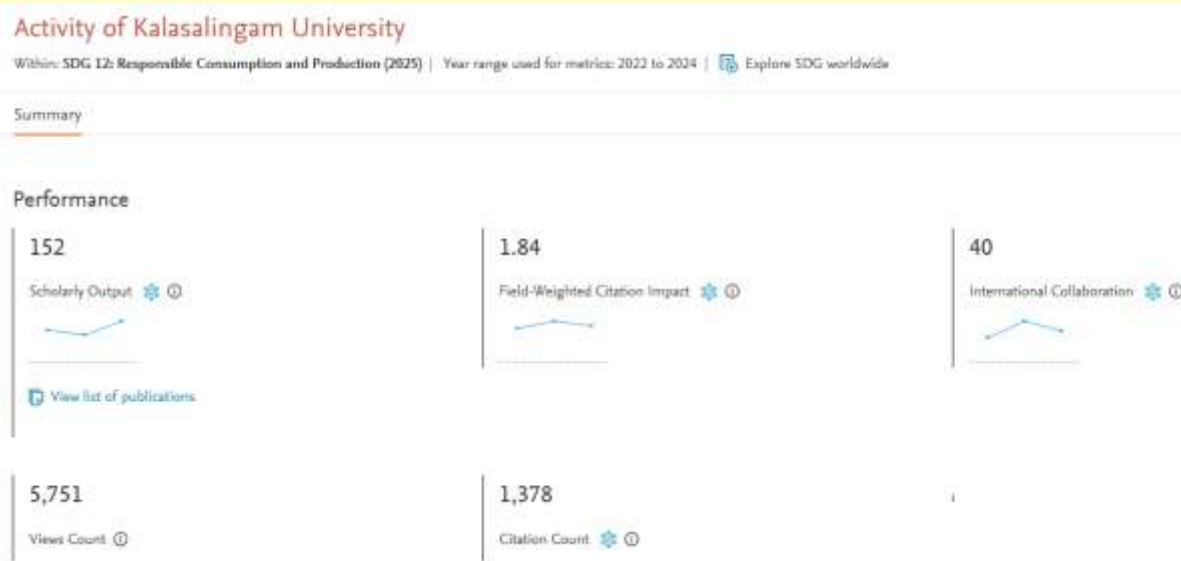 Activity of Kalasalingam University
Within: SDG 12: Responsible Consumption and Production (2025) | Year range used for metrics: 2022 to 2024 | Explore SDG worldwide
Summary
Performance
152
Scholarly Output
View list of publications
1.84
Field-Weighted Citation Impact
40
International Collaboration
5,751
Views Count
1,378
Citation Count